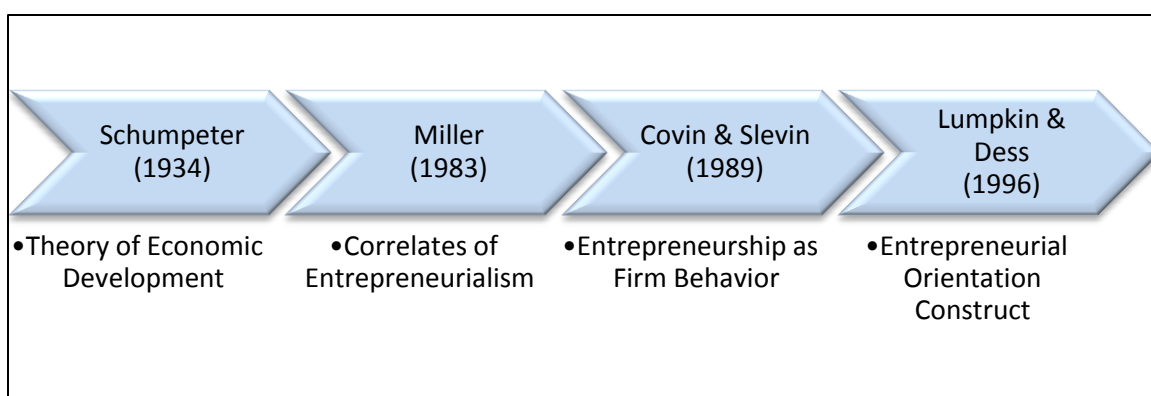 Schumpeter
(1934)
•Theory of Economic
Development
Miller
(1983)
•Correlates of
Entrepreneurialism
Covin & Slevin
(1989)
•Entrepreneurship as
Firm Behavior
Lumpkin &
Dess
(1996)
•Entrepreneurial
Orientation
Construct